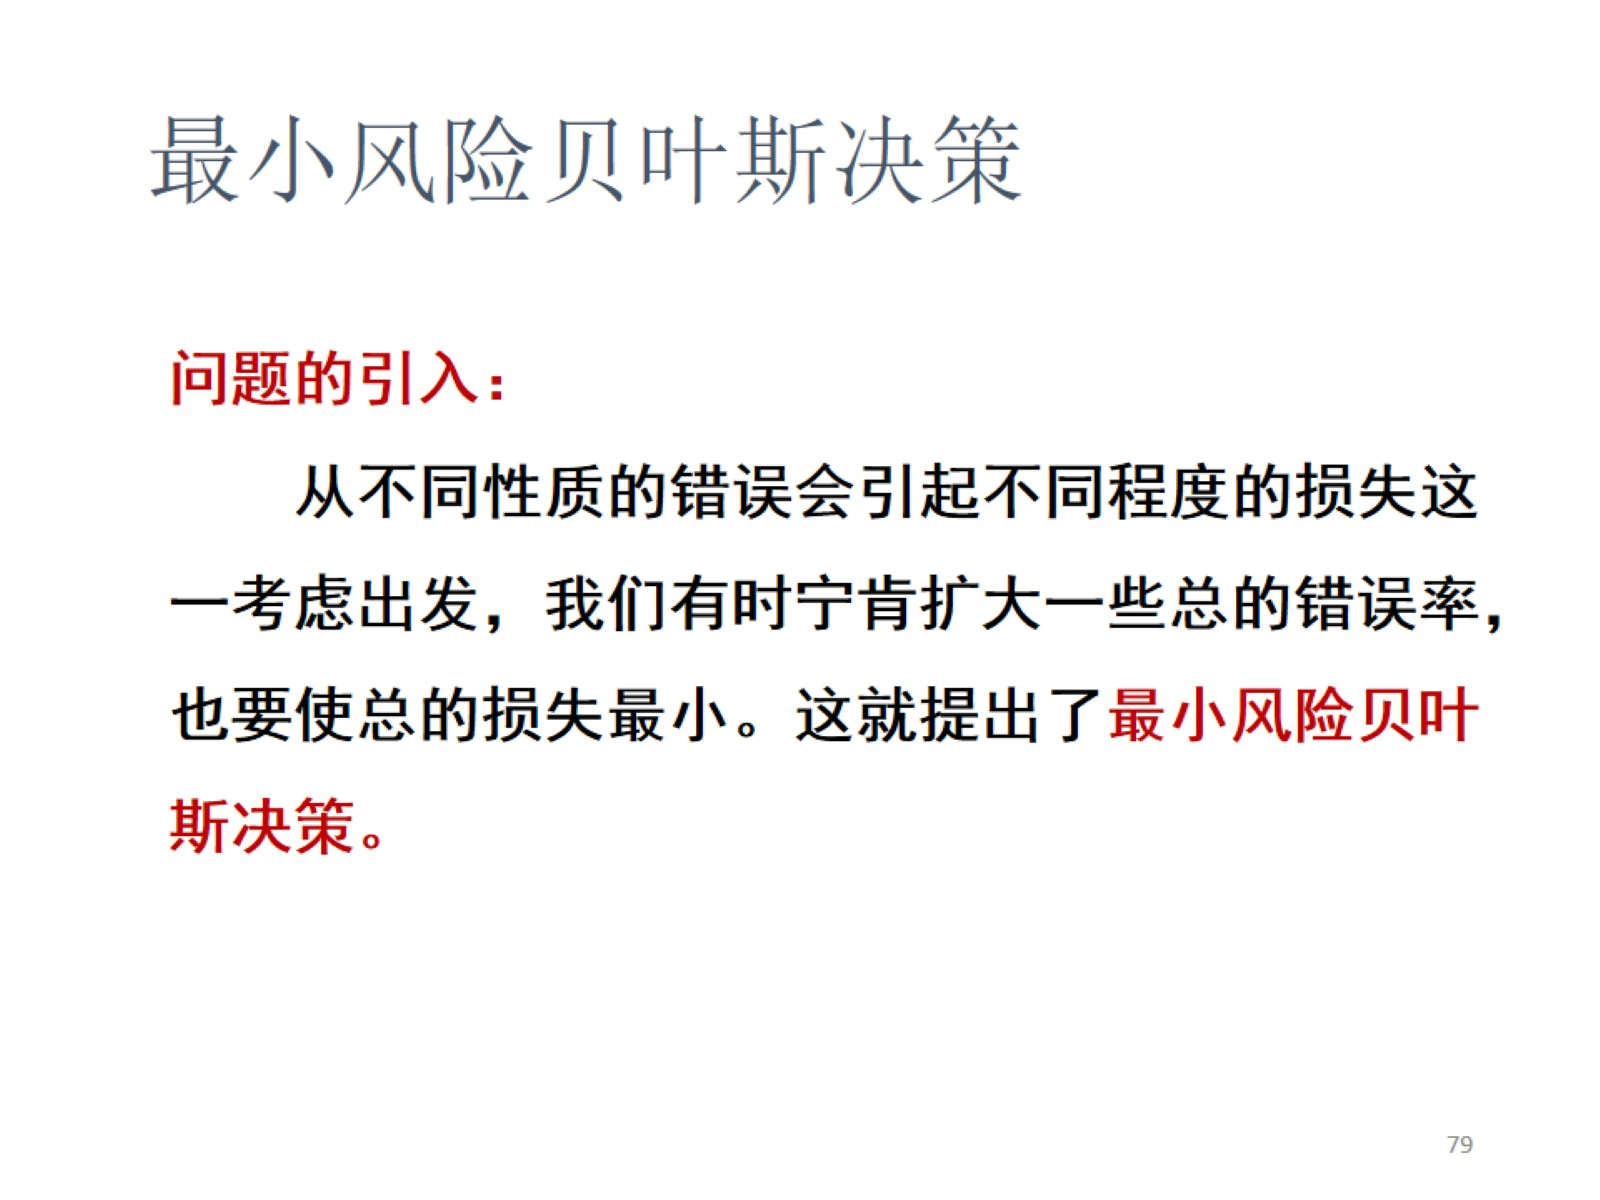 最小风险贝叶斯决策
问题的引入：
从不同性质的错误会引起不同程度的损失这
一考虑出发，我们有时宁肯扩大一些总的错误率，
也要使总的损失最小。这就提出了最小风险贝叶
斯决策。
79